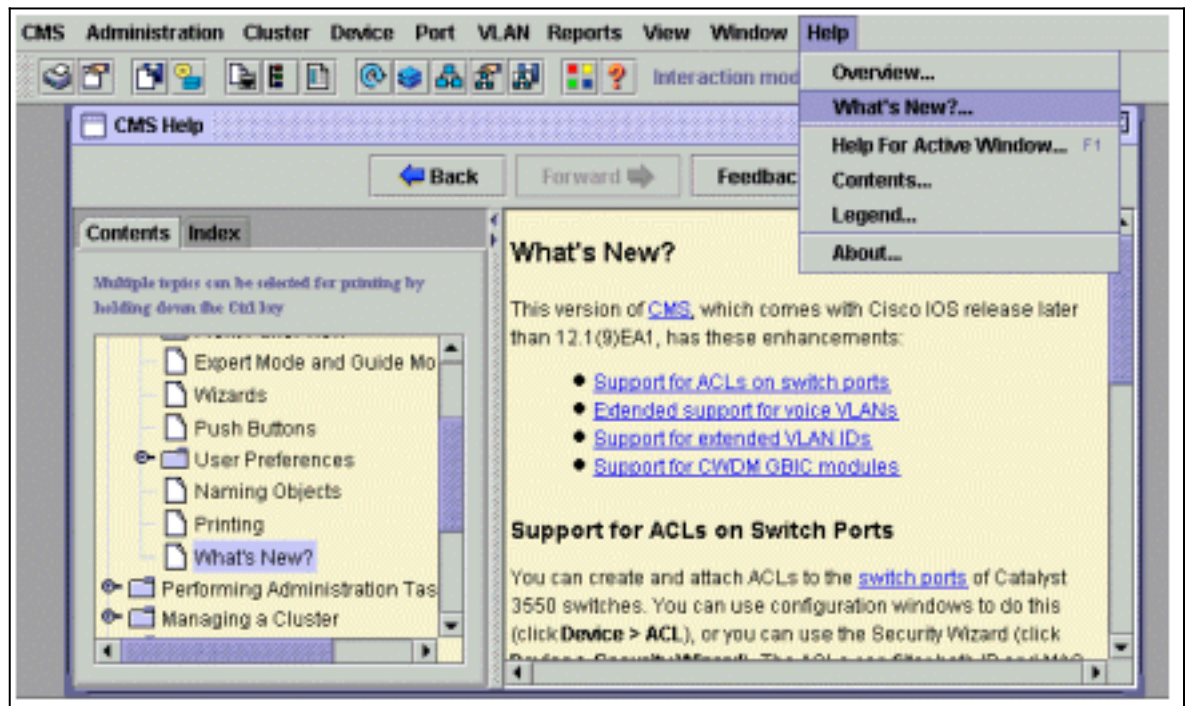 CMS Administration Cluster Device Port VLAN Reports View Window Help
Interaction mod
Overview...
What's New?...
Help For Active Window... F1
Contents...
Legend...
About...
CMS Help
Back Forward Feedbac
Contents Index
Multiple topics can be selected for printing by
holding down the Ctrl key
Expert Mode and Guide Mo
Wizards
Push Buttons
User Preferences
Naming Objects
Printing
What's New?
Performing Administration Tas
Managing a Cluster
What's New?
This version of CMS, which comes with Cisco IOS release later
than 12.1(9)EA1, has these enhancements:
Support for ACLs on switch ports
Extended support for voice VLANs
Support for extended VLAN IDs
Support for CWDM GBIC modules
Support for ACLs on Switch Ports
You can create and attach ACLs to the switch ports of Catalyst
3550 switches. You can use configuration windows to do this
(click Device > ACL), or you can use the Security Wizard (click